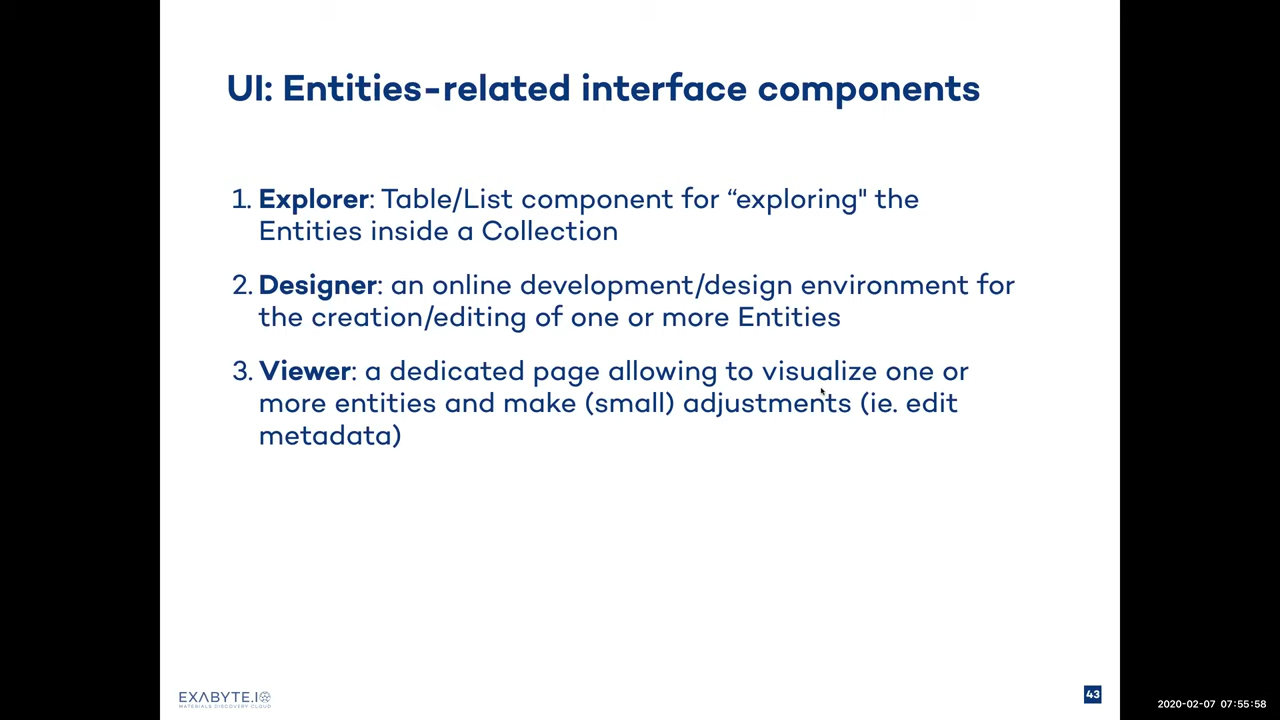 UI: Entities-related interface components
1. Explorer: Table/List component for “exploring" the
Entities inside a Collection
2. Designer: an online development/design environment for
the creation/editing of one or more Entities
3. Viewer: a dedicated page allowing to visualize one or
more entities and make (small) adjustments (ie. edit
metadata)
EXABYTE.IO
MATERIALS DISCOVERY CLOUD
43
2020-02-07 07:55:58